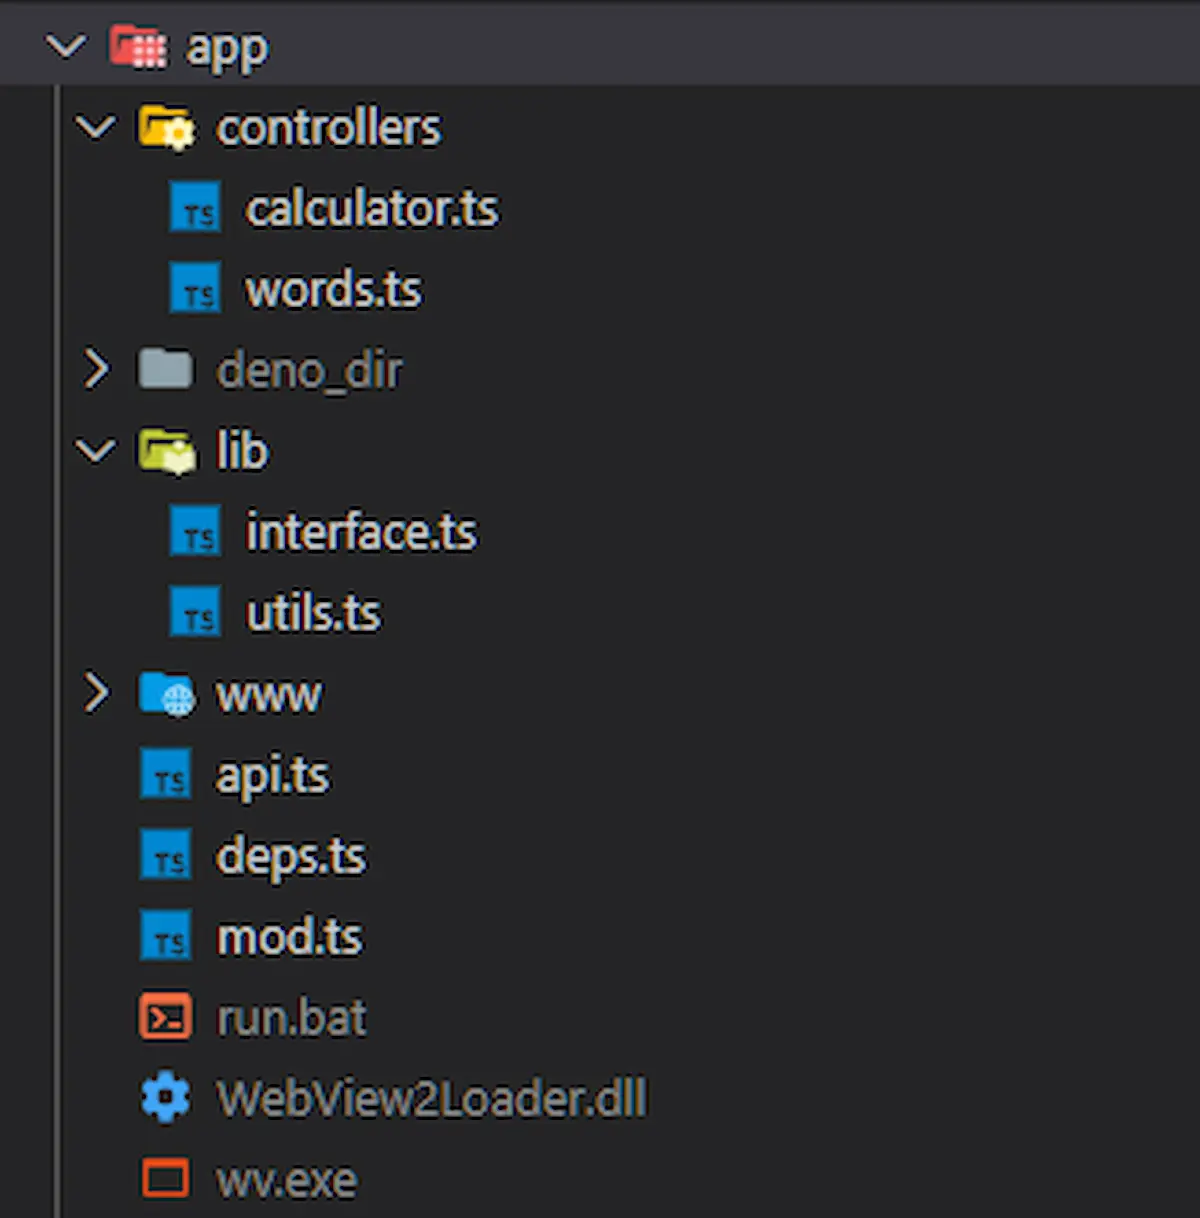 app
controllers
TS calculator.ts
TS words.ts
deno_dir
lib
TS interface.ts
TS utils.ts
www
TS api.ts
TS deps.ts
TS mod.ts
run.bat
WebView2Loader.dll
wv.exe